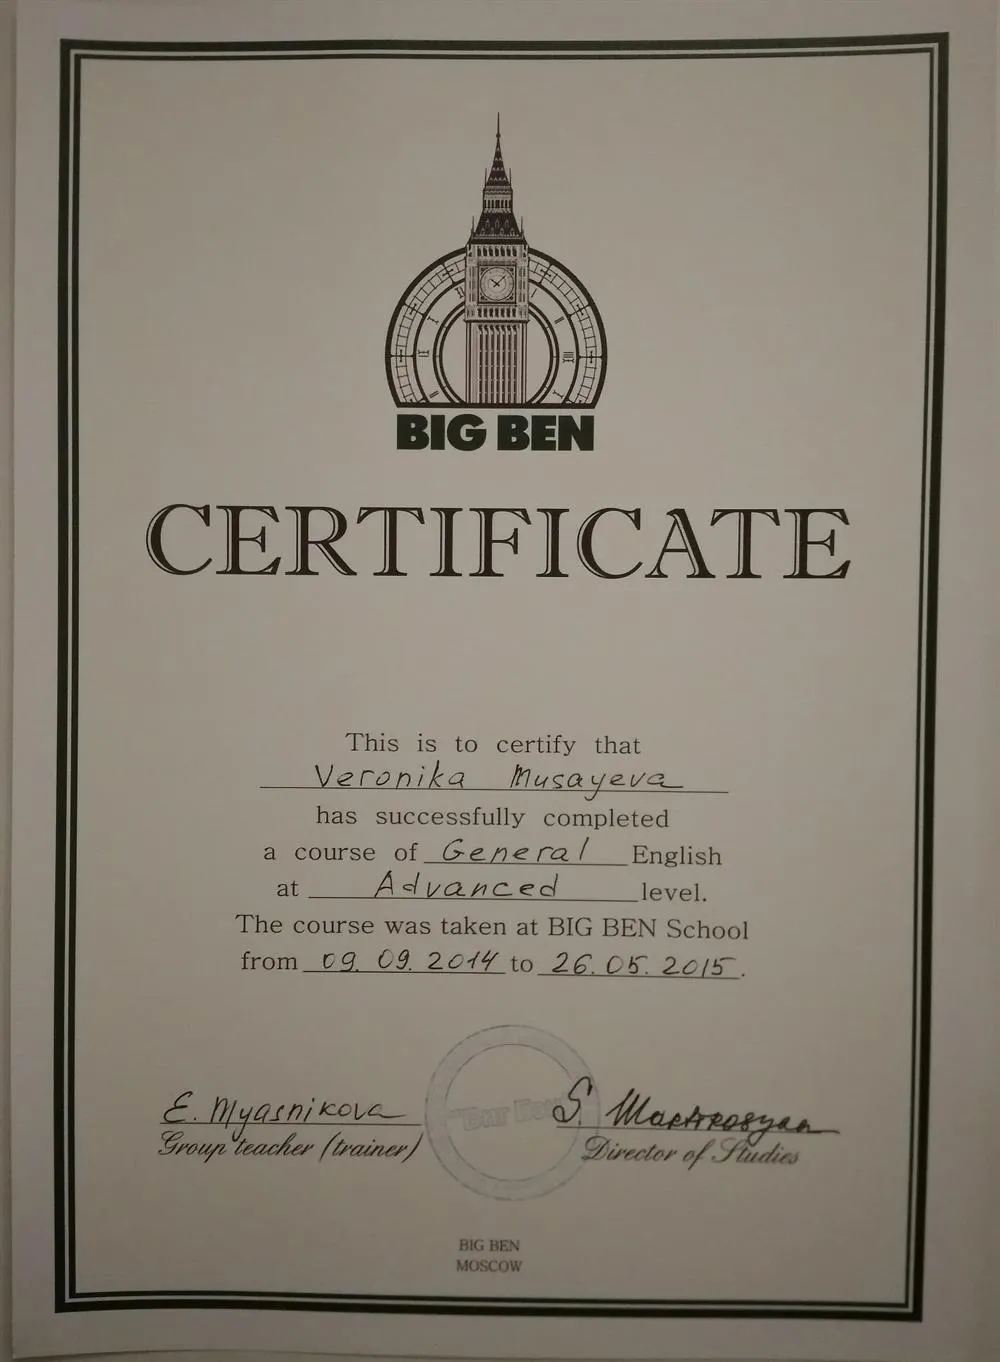 BIG BEN
CERTIFICATE
This is to certify that
Veronika Musayeva
has successfully completed
a course of General English
at Advanced level.
The course was taken at BIG BEN School
from 09.09.2014 to 26.05.2015.
E. Myasnikova
Group teacher (trainer)
S.
Director of Studies
BIG BEN
MOSCOW